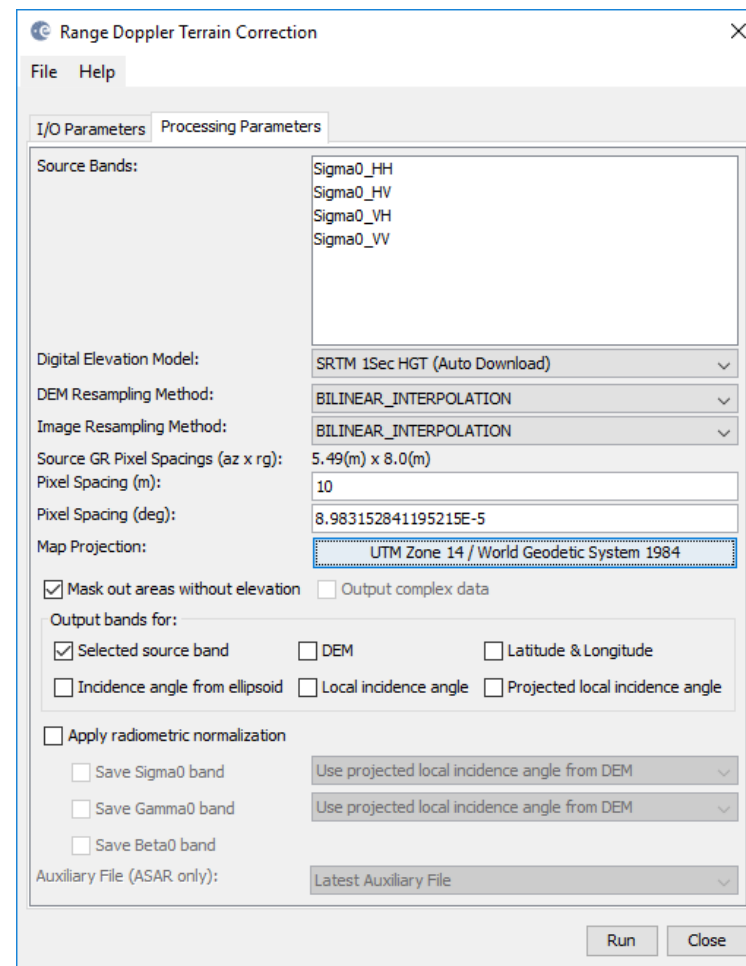 Range Doppler Terrain Correction
File Help
I/O Parameters Processing Parameters
Source Bands:
Sigma0_HH
Sigma0_HV
Sigma0_VH
Sigma0_VV
Digital Elevation Model: SRTM 1Sec HGT (Auto Download)
DEM Resampling Method: BILINEAR_INTERPOLATION
Image Resampling Method: BILINEAR_INTERPOLATION
Source GR Pixel Spacings (az x rg): 5.49(m) x 8.0(m)
Pixel Spacing (m): 10
Pixel Spacing (deg): 8.983152841195215E-5
Map Projection: UTM Zone 14 / World Geodetic System 1984
Mask out areas without elevation Output complex data
Output bands for:
Selected source band DEM Latitude & Longitude
Incidence angle from ellipsoid Local incidence angle Projected local incidence angle
Apply radiometric normalization
Save Sigma0 band Use projected local incidence angle from DEM
Save Gamma0 band Use projected local incidence angle from DEM
Save Beta0 band
Auxiliary File (ASAR only): Latest Auxiliary File
Run Close